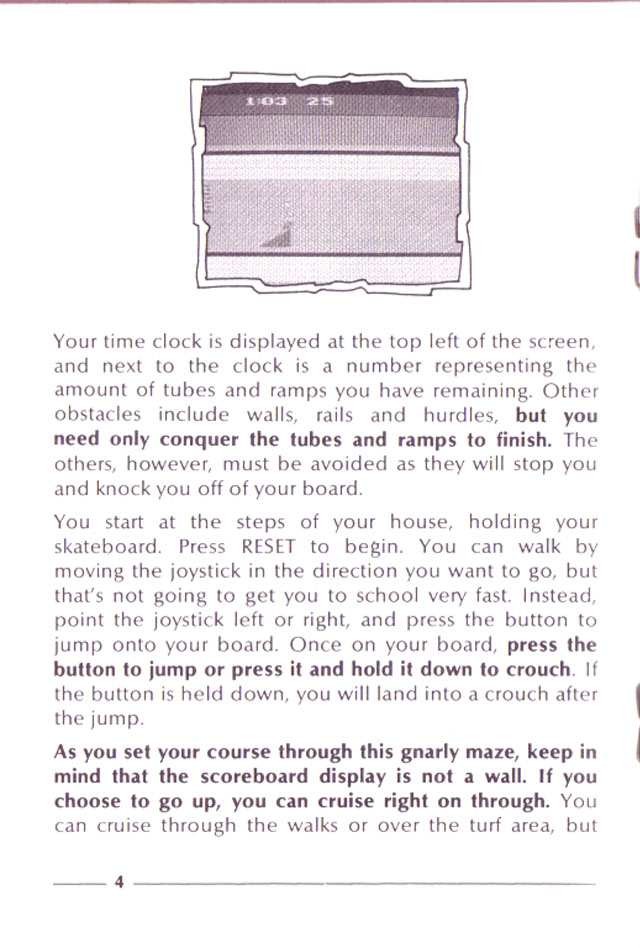 1:03 25
Your time clock is displayed at the top left of the screen,
and next to the clock is a number representing the
amount of tubes and ramps you have remaining. Other
obstacles include walls, rails and hurdles, but you
need only conquer the tubes and ramps to finish. The
others, however, must be avoided as they will stop you
and knock you off of your board.
You start at the steps of your house, holding your
skateboard. Press RESET to begin. You can walk by
moving the joystick in the direction you want to go, but
that's not going to get you to school very fast. Instead,
point the joystick left or right, and press the button to
jump onto your board. Once on your board, press the
button to jump or press it and hold it down to crouch. If
the button is held down, you will land into a crouch after
the jump.
As you set your course through this gnarly maze, keep in
mind that the scoreboard display is not a wall. If you
choose to go up, you can cruise right on through. You
can cruise through the walks or over the turf area, but
4